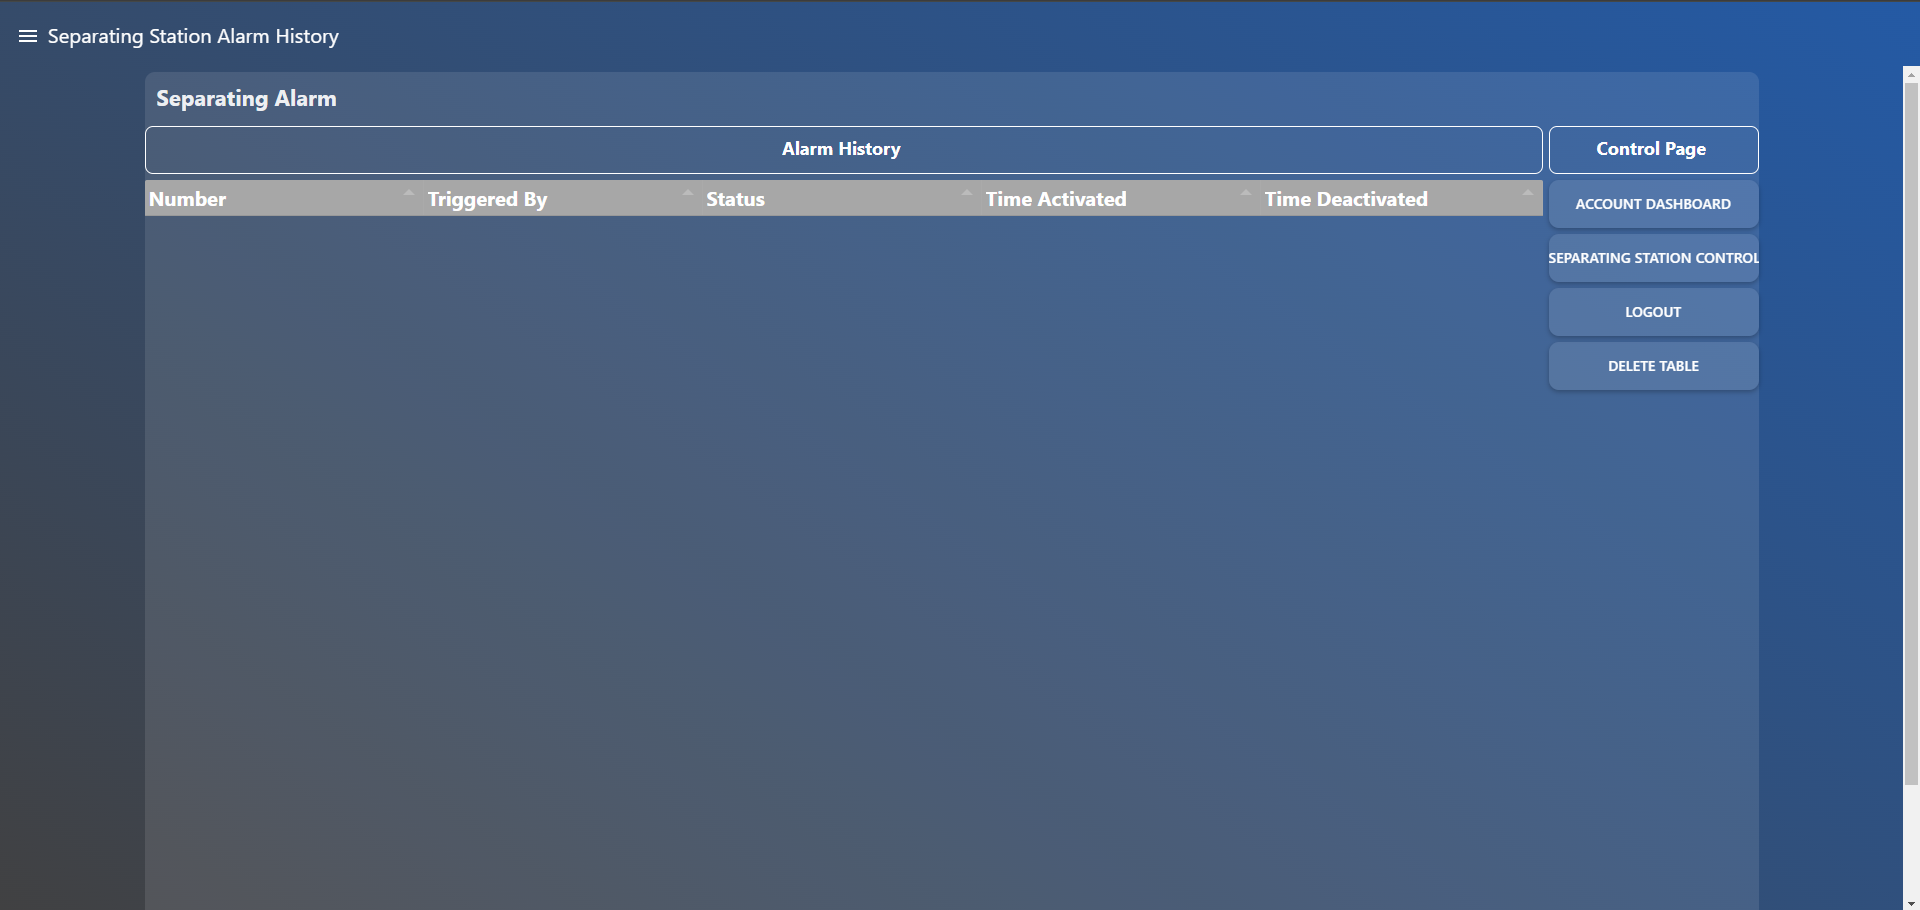 Separating Station Alarm History
Separating Alarm
Alarm History
Control Page
Number Triggered By Status Time Activated Time Deactivated
ACCOUNT DASHBOARD
SEPARATING STATION CONTROL
LOGOUT
DELETE TABLE